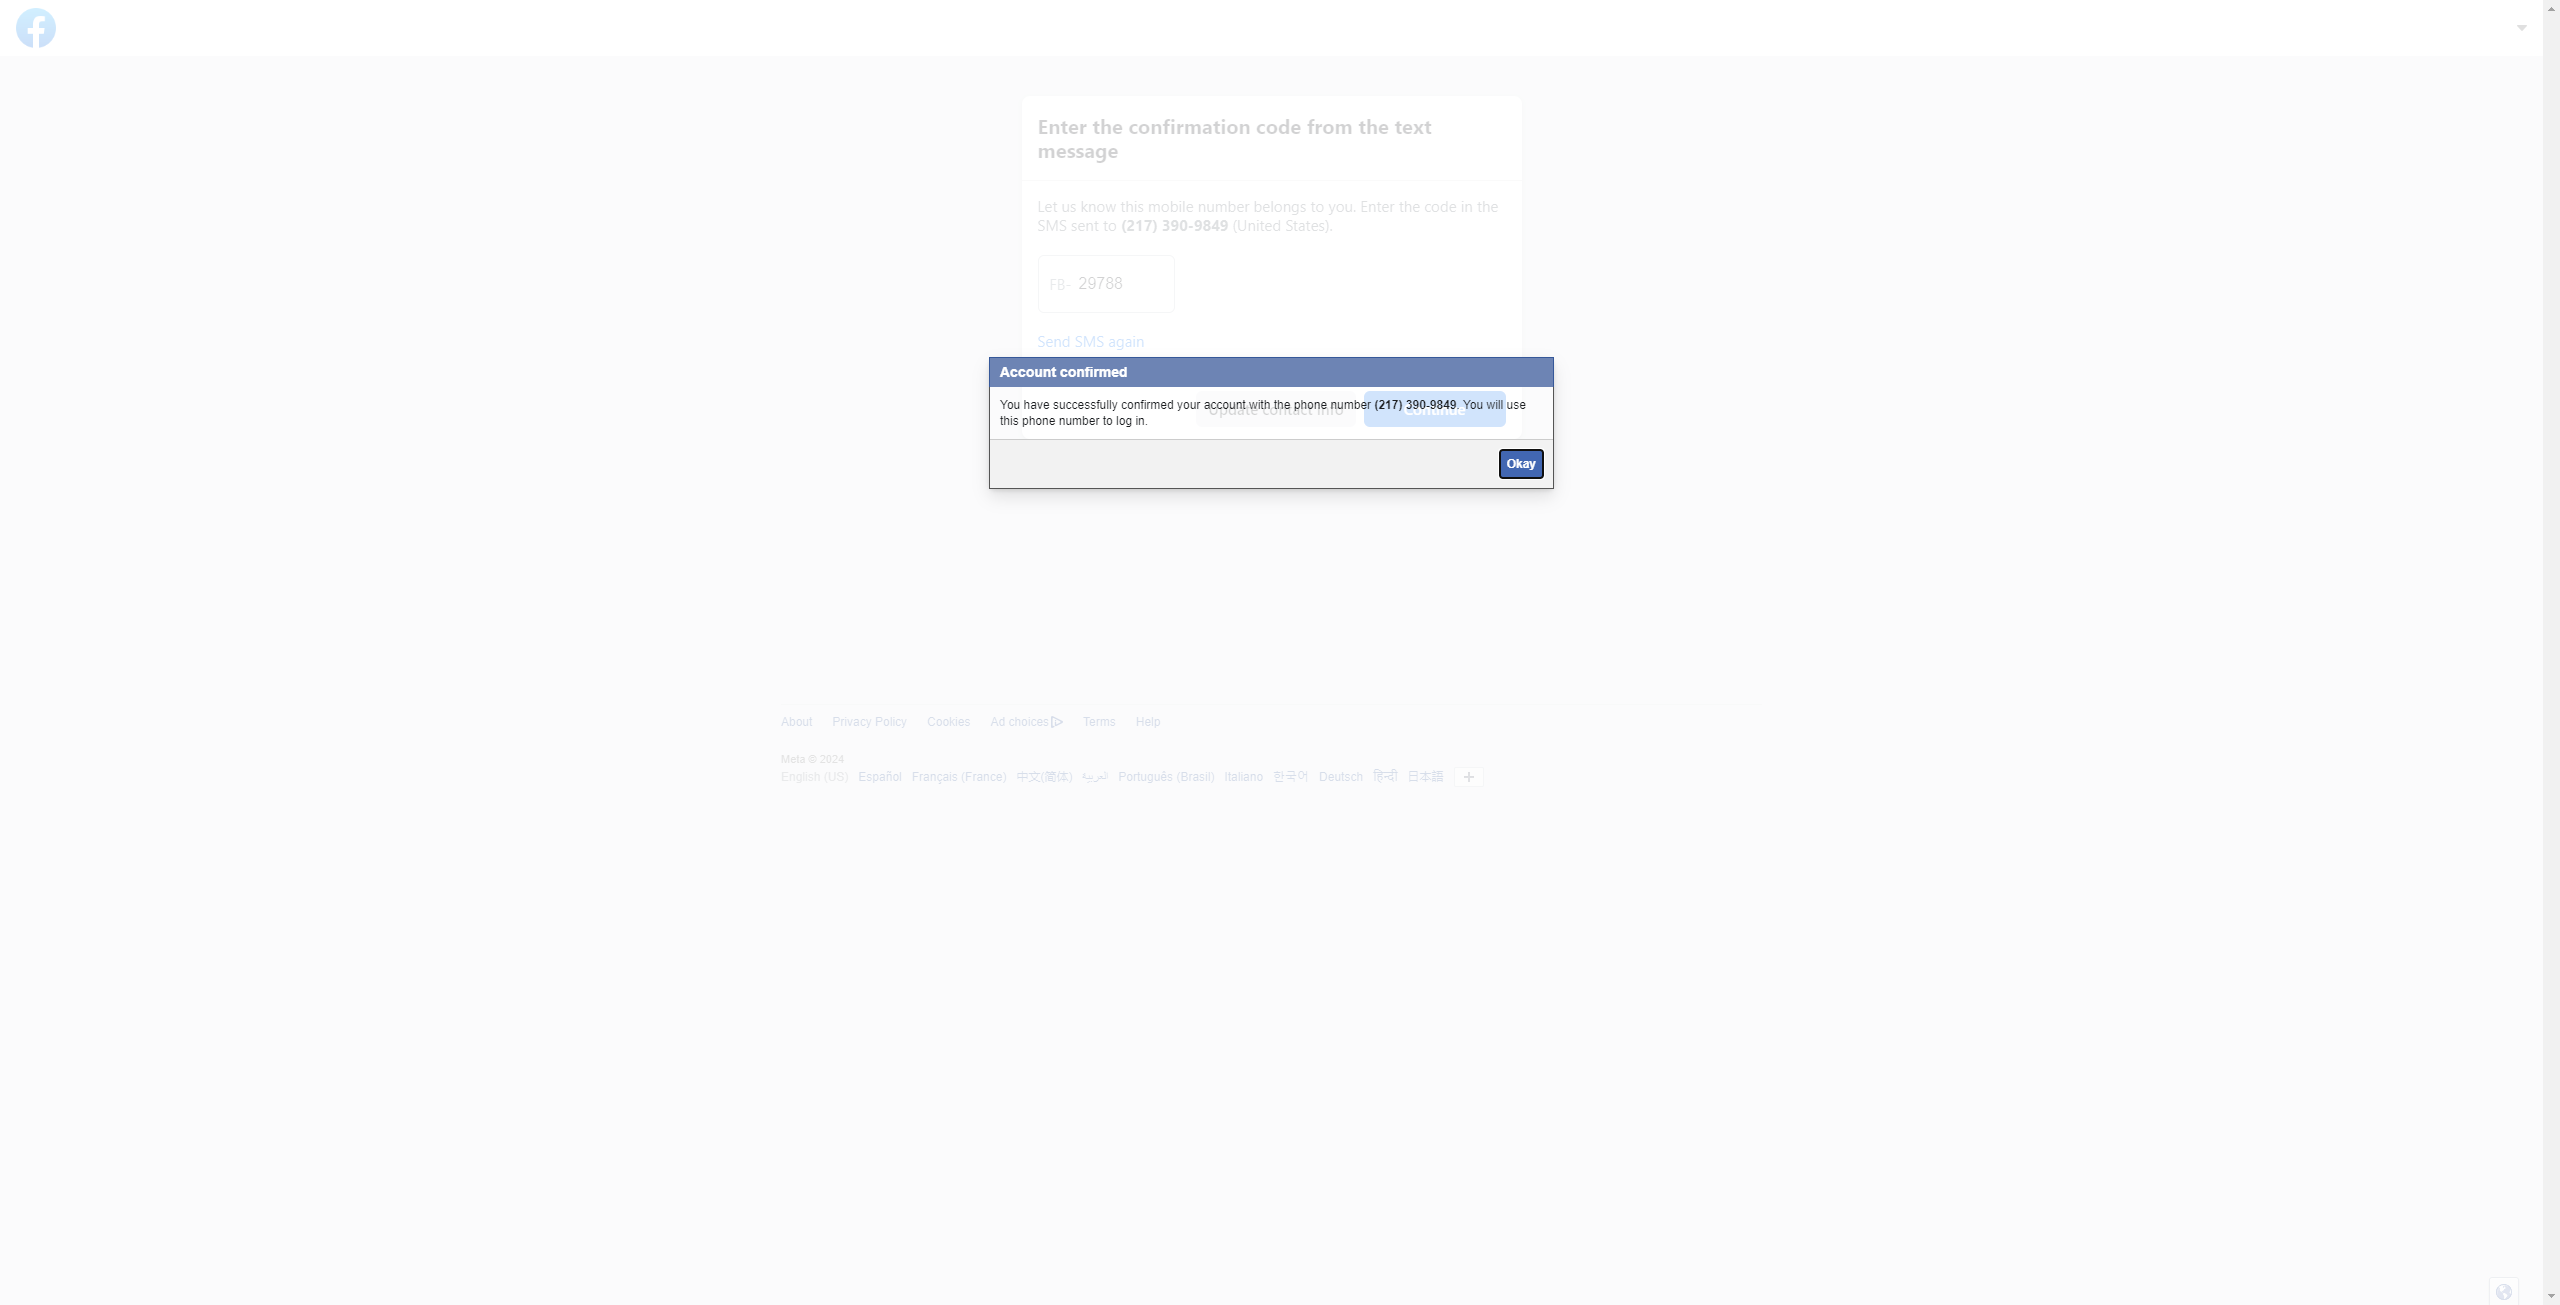 Enter the confirmation code from the text
message
Let us know this mobile number belongs to you. Enter the code in the
SMS sent to (217) 390-9849 (United States).
FB- 29788
Send SMS again
Account confirmed
You have successfully confirmed your account with the phone number (217) 390-9849. You will use
this phone number to log in.
Update contact info Continue
Okay
About Privacy Policy Cookies Ad choices Terms Help
Meta © 2024
English (US) Español Français (France) 中文(简体) العربية Português (Brasil) Italiano 한국어 Deutsch हिन्दी 日本語